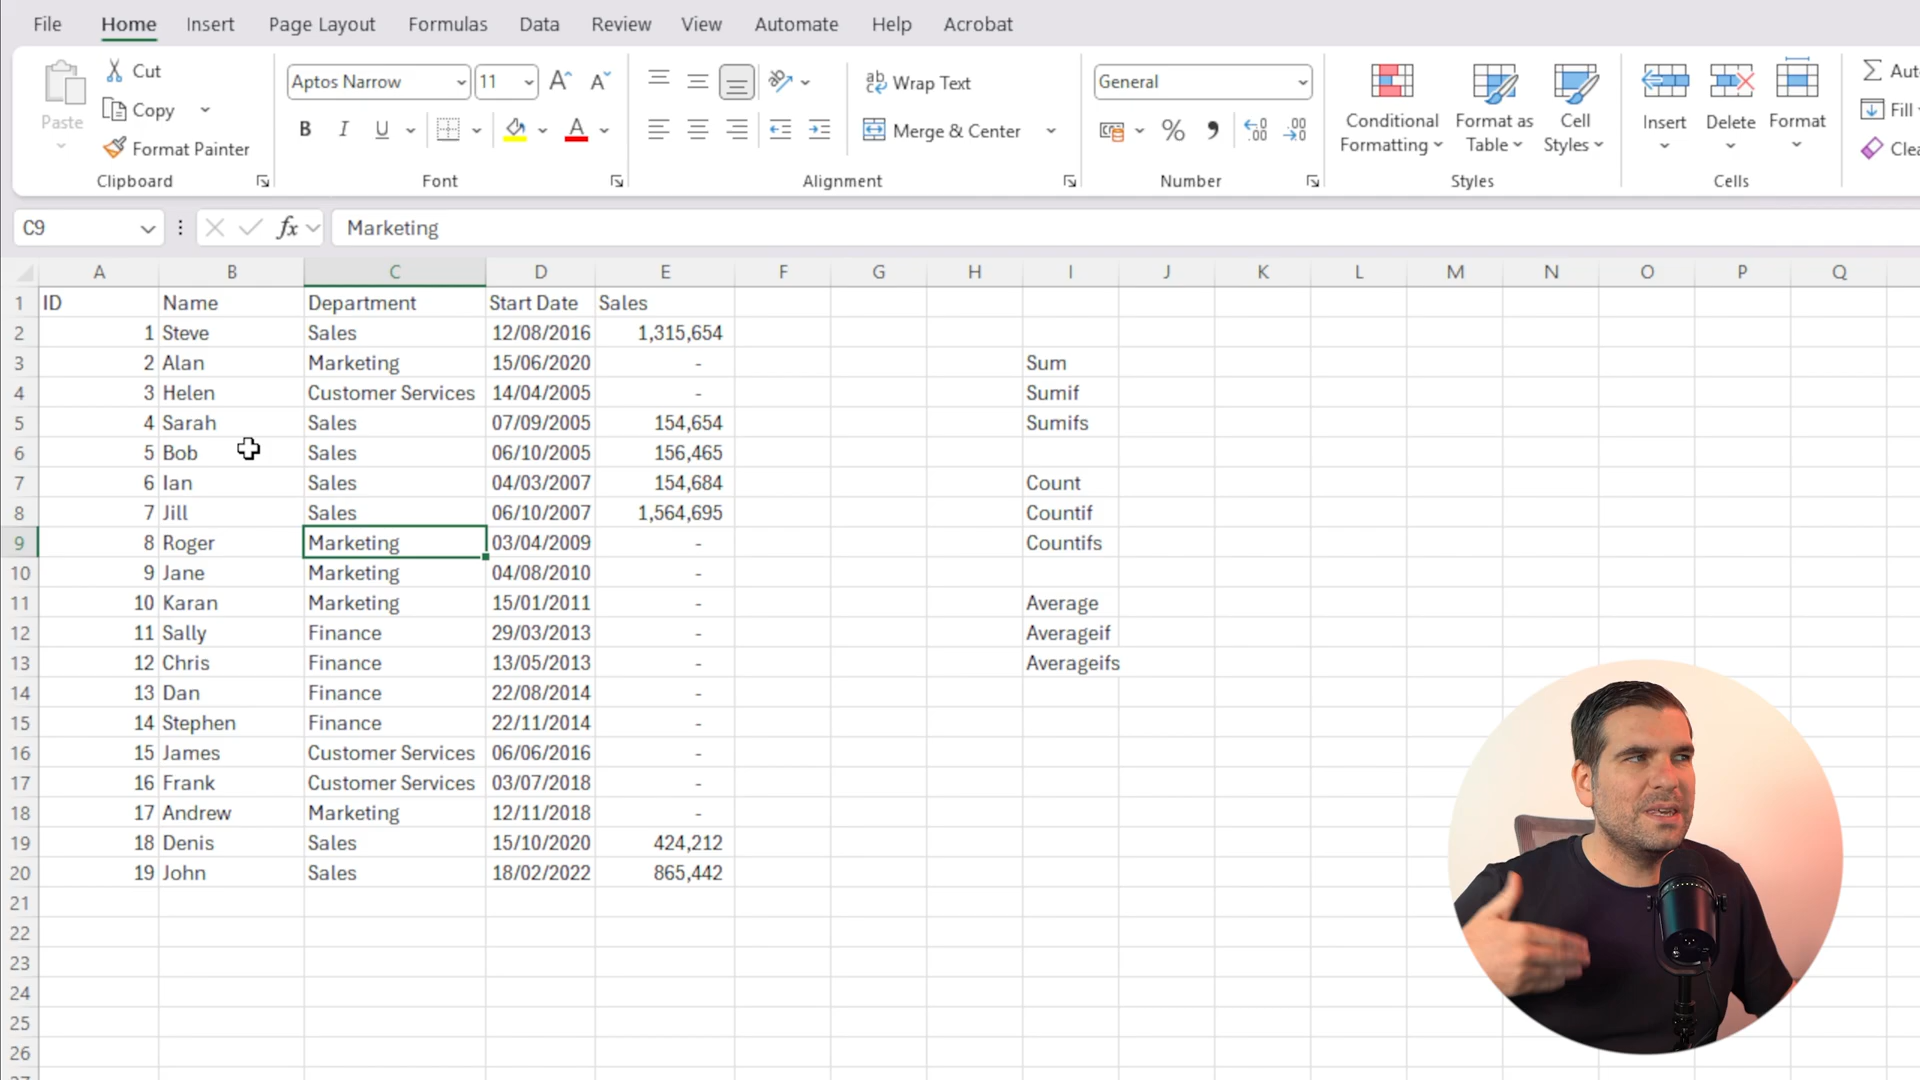 File Home Insert Page Layout Formulas Data Review View Automate Help Acrobat
Paste Cut Copy Format Painter Clipboard
Aptos Narrow 11 A A B I U A Font
ab Wrap Text Merge & Center Alignment
General % .00 .00 Number
Conditional Formatting Format as Table Cell Styles Styles
Insert Delete Format Cells
Σ Auto
Fill
Clea
C9 fx Marketing
A B C D E F G H I J K L M N O P Q
1 ID Name Department Start Date Sales
2 1 Steve Sales 12/08/2016 1,315,654
3 2 Alan Marketing 15/06/2020 - Sum
4 3 Helen Customer Services 14/04/2005 - Sumif
5 4 Sarah Sales 07/09/2005 154,654 Sumifs
6 5 Bob Sales 06/10/2005 156,465
7 6 Ian Sales 04/03/2007 154,684 Count
8 7 Jill Sales 06/10/2007 1,564,695 Countif
9 8 Roger Marketing 03/04/2009 - Countifs
10 9 Jane Marketing 04/08/2010 -
11 10 Karan Marketing 15/01/2011 - Average
12 11 Sally Finance 29/03/2013 - Averageif
13 12 Chris Finance 13/05/2013 - Averageifs
14 13 Dan Finance 22/08/2014 -
15 14 Stephen Finance 22/11/2014 -
16 15 James Customer Services 06/06/2016 -
17 16 Frank Customer Services 03/07/2018 -
18 17 Andrew Marketing 12/11/2018 -
19 18 Denis Sales 15/10/2020 424,212
20 19 John Sales 18/02/2022 865,442
21
22
23
24
25
26